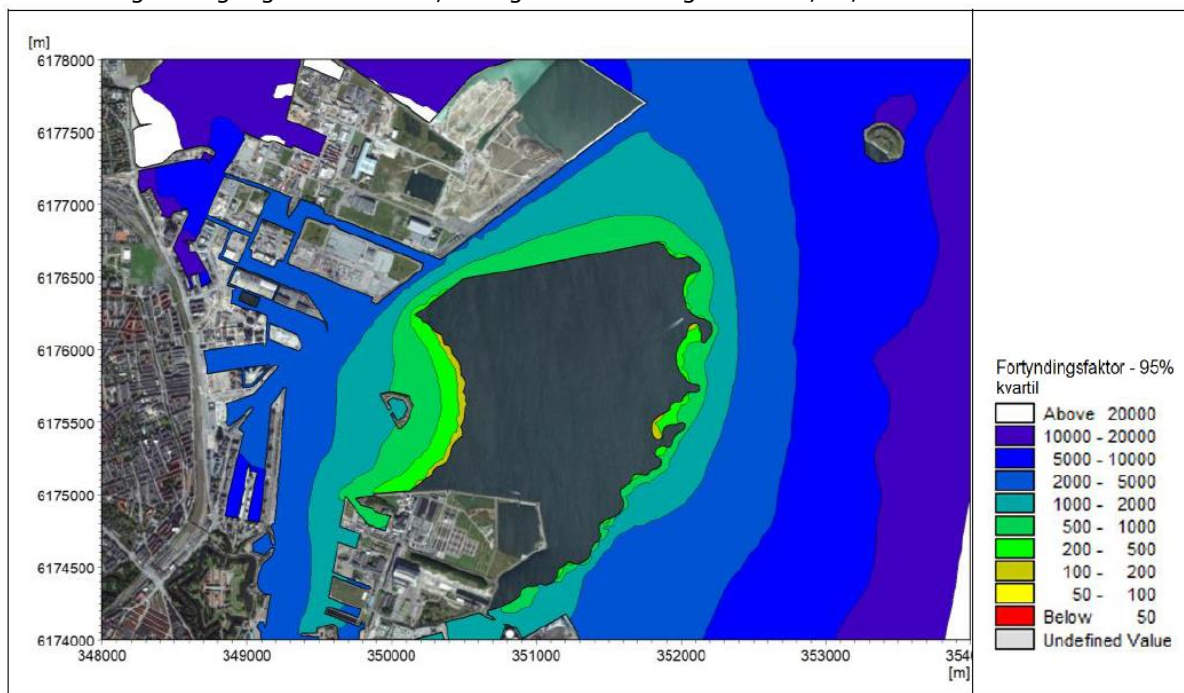 [m]
6178000
6177500
6177000
6176500
6176000
6175500
6175000
6174500
6174000
348000 349000 350000 351000 352000 353000 3540
[m]
Fortyndingsfaktor - 95%
kvartil
Above 20000
10000 - 20000
5000 - 10000
2000 - 5000
1000 - 2000
500 - 1000
200 - 500
100 - 200
50 - 100
Below 50
Undefined Value